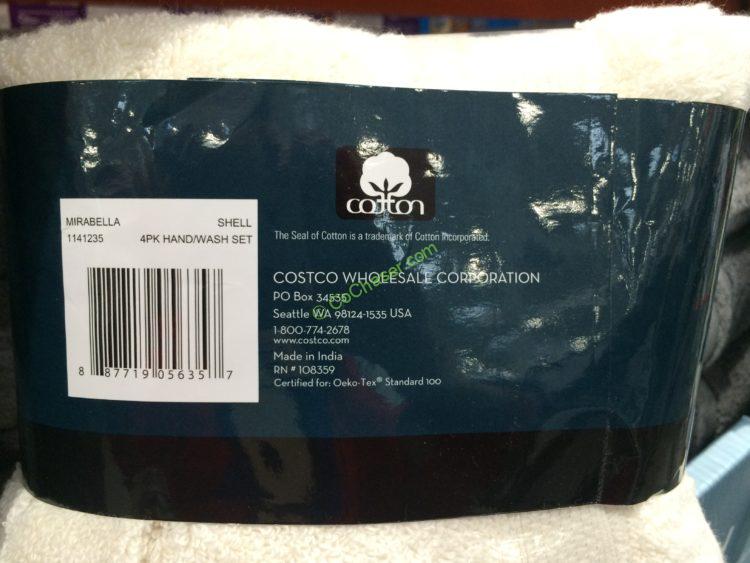 cotton
The Seal of Cotton is a trademark of Cotton Incorporated.
MIRABELLA SHELL
1141235 4PK HAND/WASH SET
8 87719 05635 7
COSTCO WHOLESALE CORPORATION
PO Box 34535
Seattle WA 98124-1535 USA
1-800-774-2678
www.costco.com
Made in India
RN # 108359
Certified for: Oeko-Tex® Standard 100
© CoChaser.com